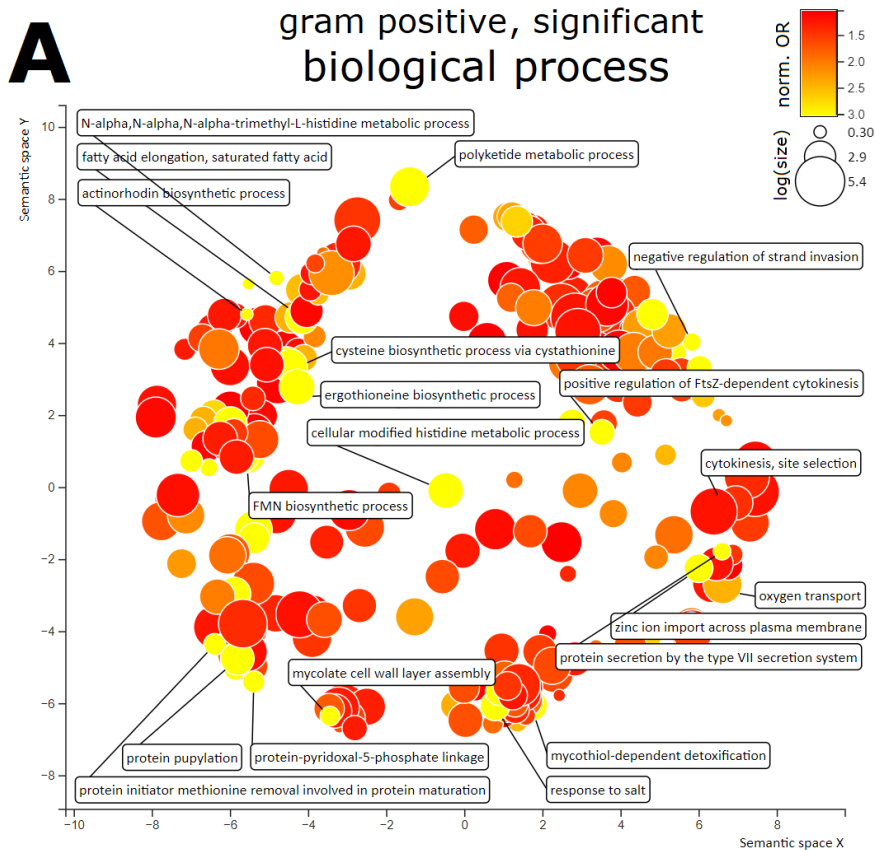 A
gram positive, significant
biological process
norm. OR
1.5
2.0
2.5
3.0
log(size)
0.30
2.9
5.4
Semantic space Y
10
8
6
4
2
0
−2
−4
−6
−8
N-alpha,N-alpha,N-alpha-trimethyl-L-histidine metabolic process
fatty acid elongation, saturated fatty acid
polyketide metabolic process
actinorhodin biosynthetic process
negative regulation of strand invasion
cysteine biosynthetic process via cystathionine
positive regulation of FtsZ-dependent cytokinesis
ergothioneine biosynthetic process
cellular modified histidine metabolic process
cytokinesis, site selection
FMN biosynthetic process
oxygen transport
zinc ion import across plasma membrane
protein secretion by the type VII secretion system
mycolate cell wall layer assembly
protein pupylation
protein-pyridoxal-5-phosphate linkage
mycothiol-dependent detoxification
protein initiator methionine removal involved in protein maturation
response to salt
−10
−8
−6
−4
−2
0
2
4
6
8
Semantic space X